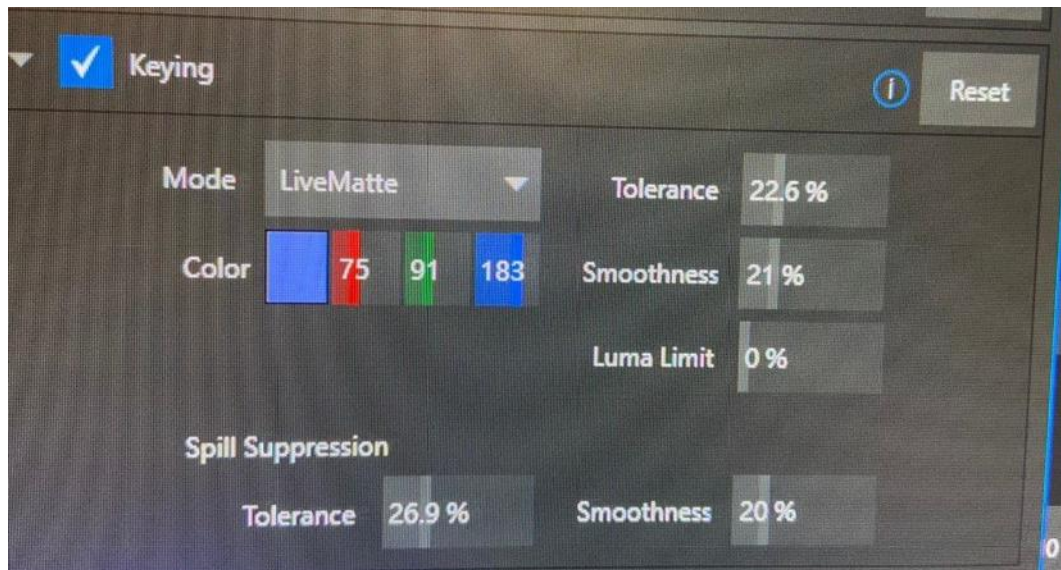 Keying
Reset
Mode LiveMatte Tolerance 22.6 %
Color 75 91 183 Smoothness 21 %
Luma Limit 0 %
Spill Suppression
Tolerance 26.9 % Smoothness 20 %
0